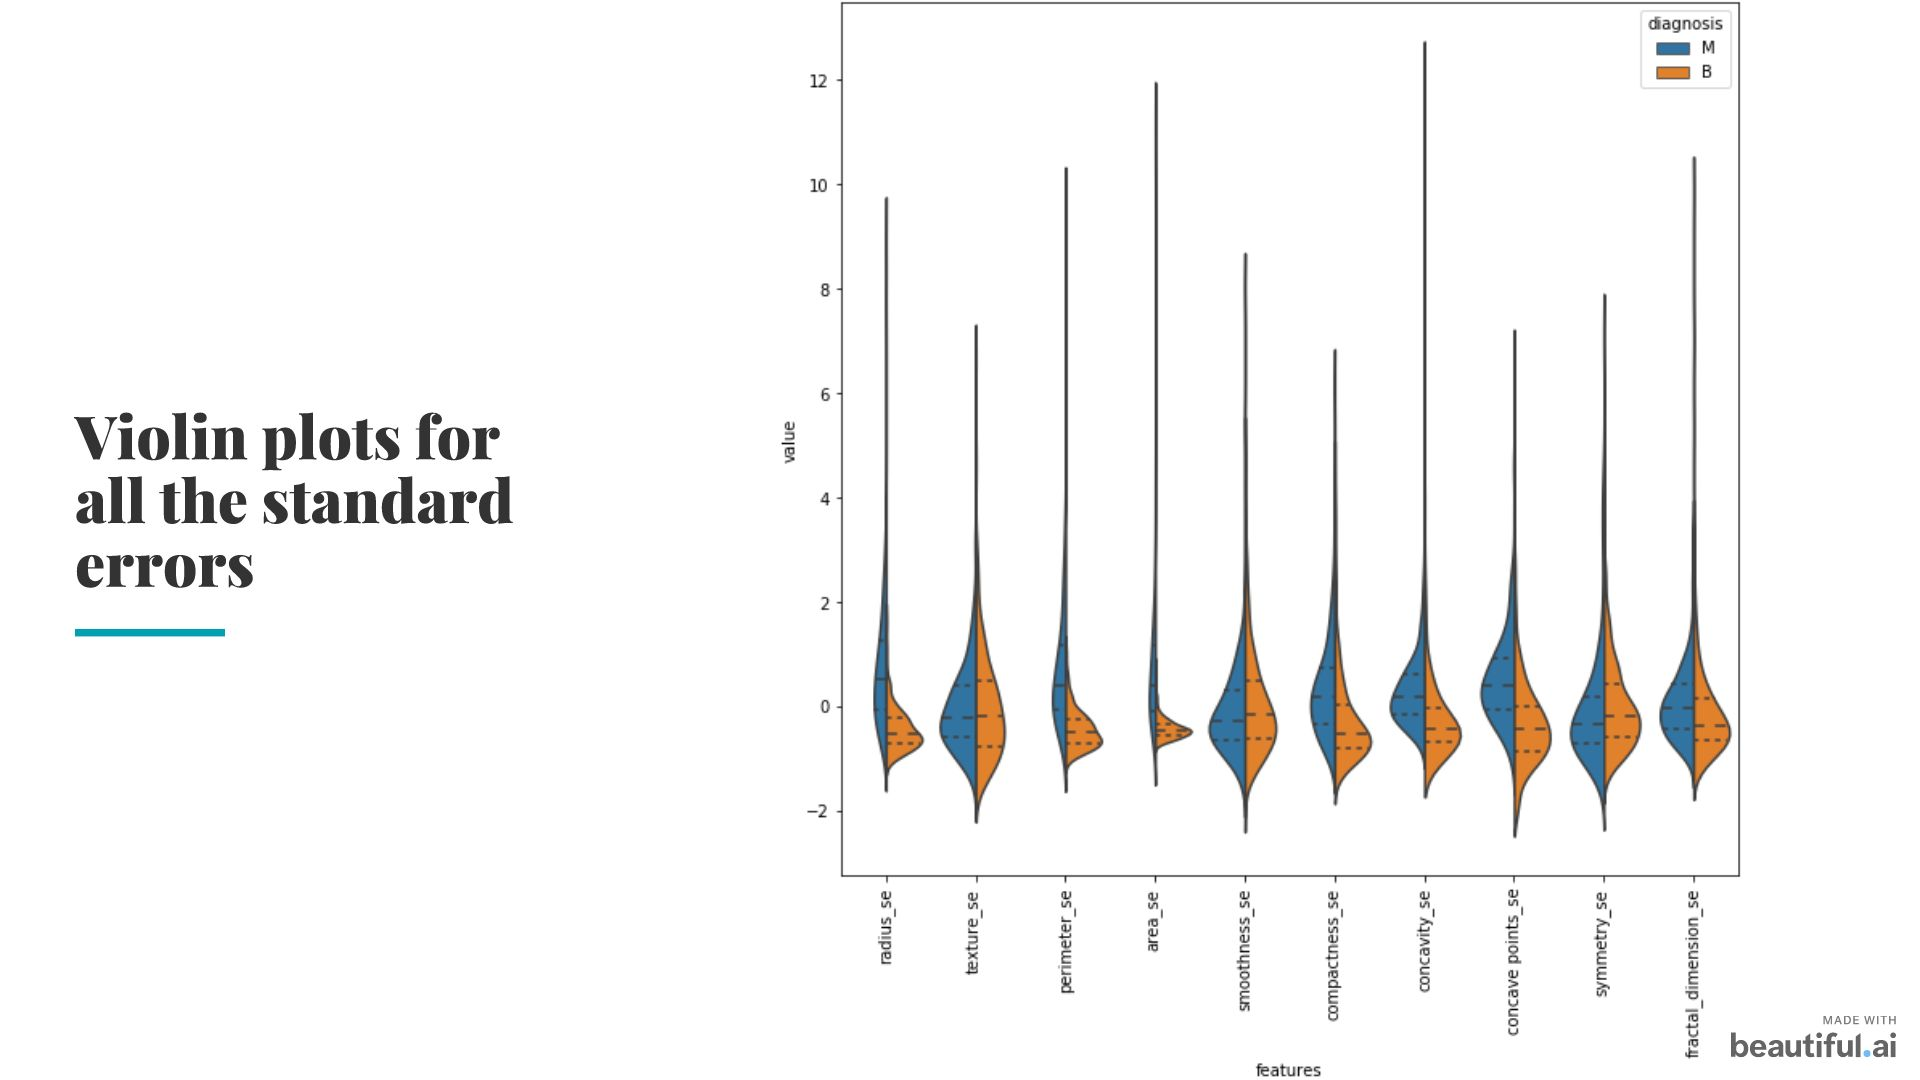 Violin plots for
all the standard
errors
diagnosis
M
B
12
10
8
6
4
2
0
−2
value
radius_se
texture_se
perimeter_se
area_se
smoothness_se
compactness_se
concavity_se
concave points_se
symmetry_se
fractal_dimension_se
features
MADE WITH
beautiful.ai